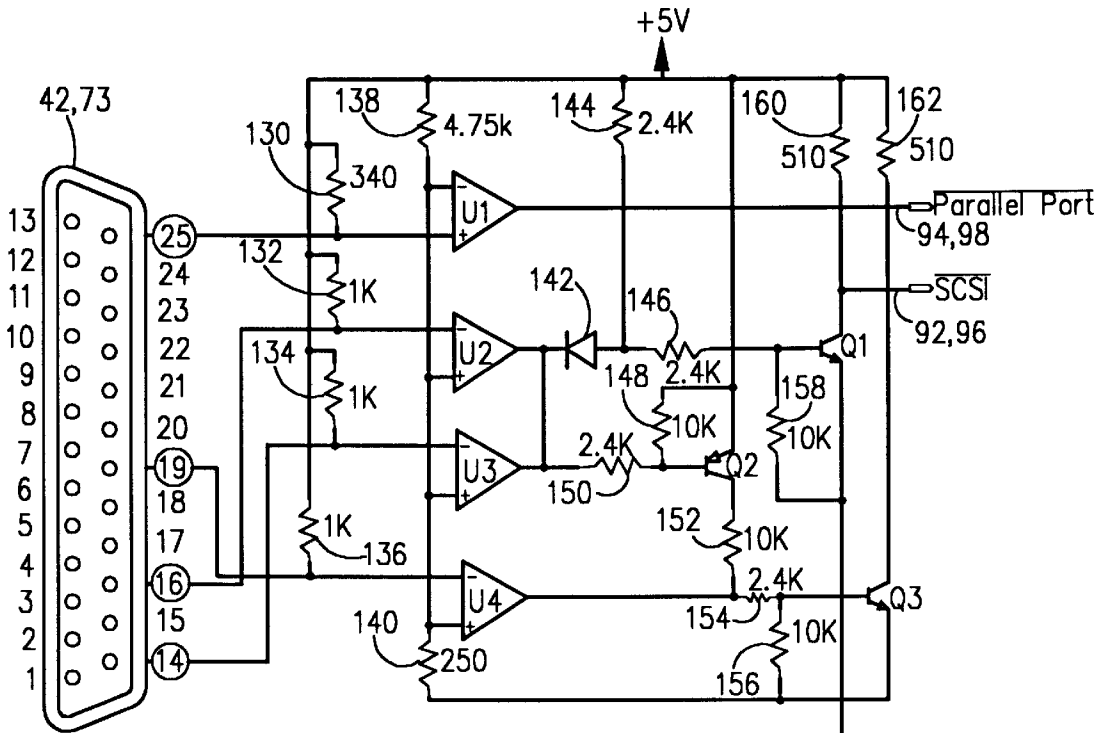 +5V
42,73
138
4.75k
144
2.4K
160
510
162
510
130
340
13
12
11
10
9
8
7
6
5
4
3
2
1
25
24
23
22
21
20
19
18
17
16
15
14
U1
Parallel Port
94,98
132
1K
142
146
2.4K
SCSI
92,96
U2
Q1
134
1K
148
10K
158
10K
U3
2.4K
150
Q2
1K
136
152
10K
U4
2.4K
154
Q3
140
250
10K
156